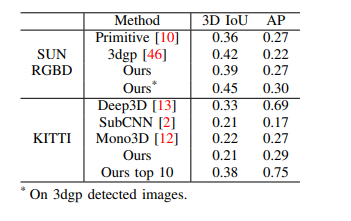 Method 3D IoU AP
Primitive [10] 0.36 0.27
SUN 3dgp [46] 0.42 0.22
RGBD Ours 0.39 0.27
Ours* 0.45 0.30
Deep3D [13] 0.33 0.69
SubCNN [2] 0.21 0.17
KITTI Mono3D [12] 0.22 0.27
Ours 0.21 0.29
Ours top 10 0.38 0.75
* On 3dgp detected images.